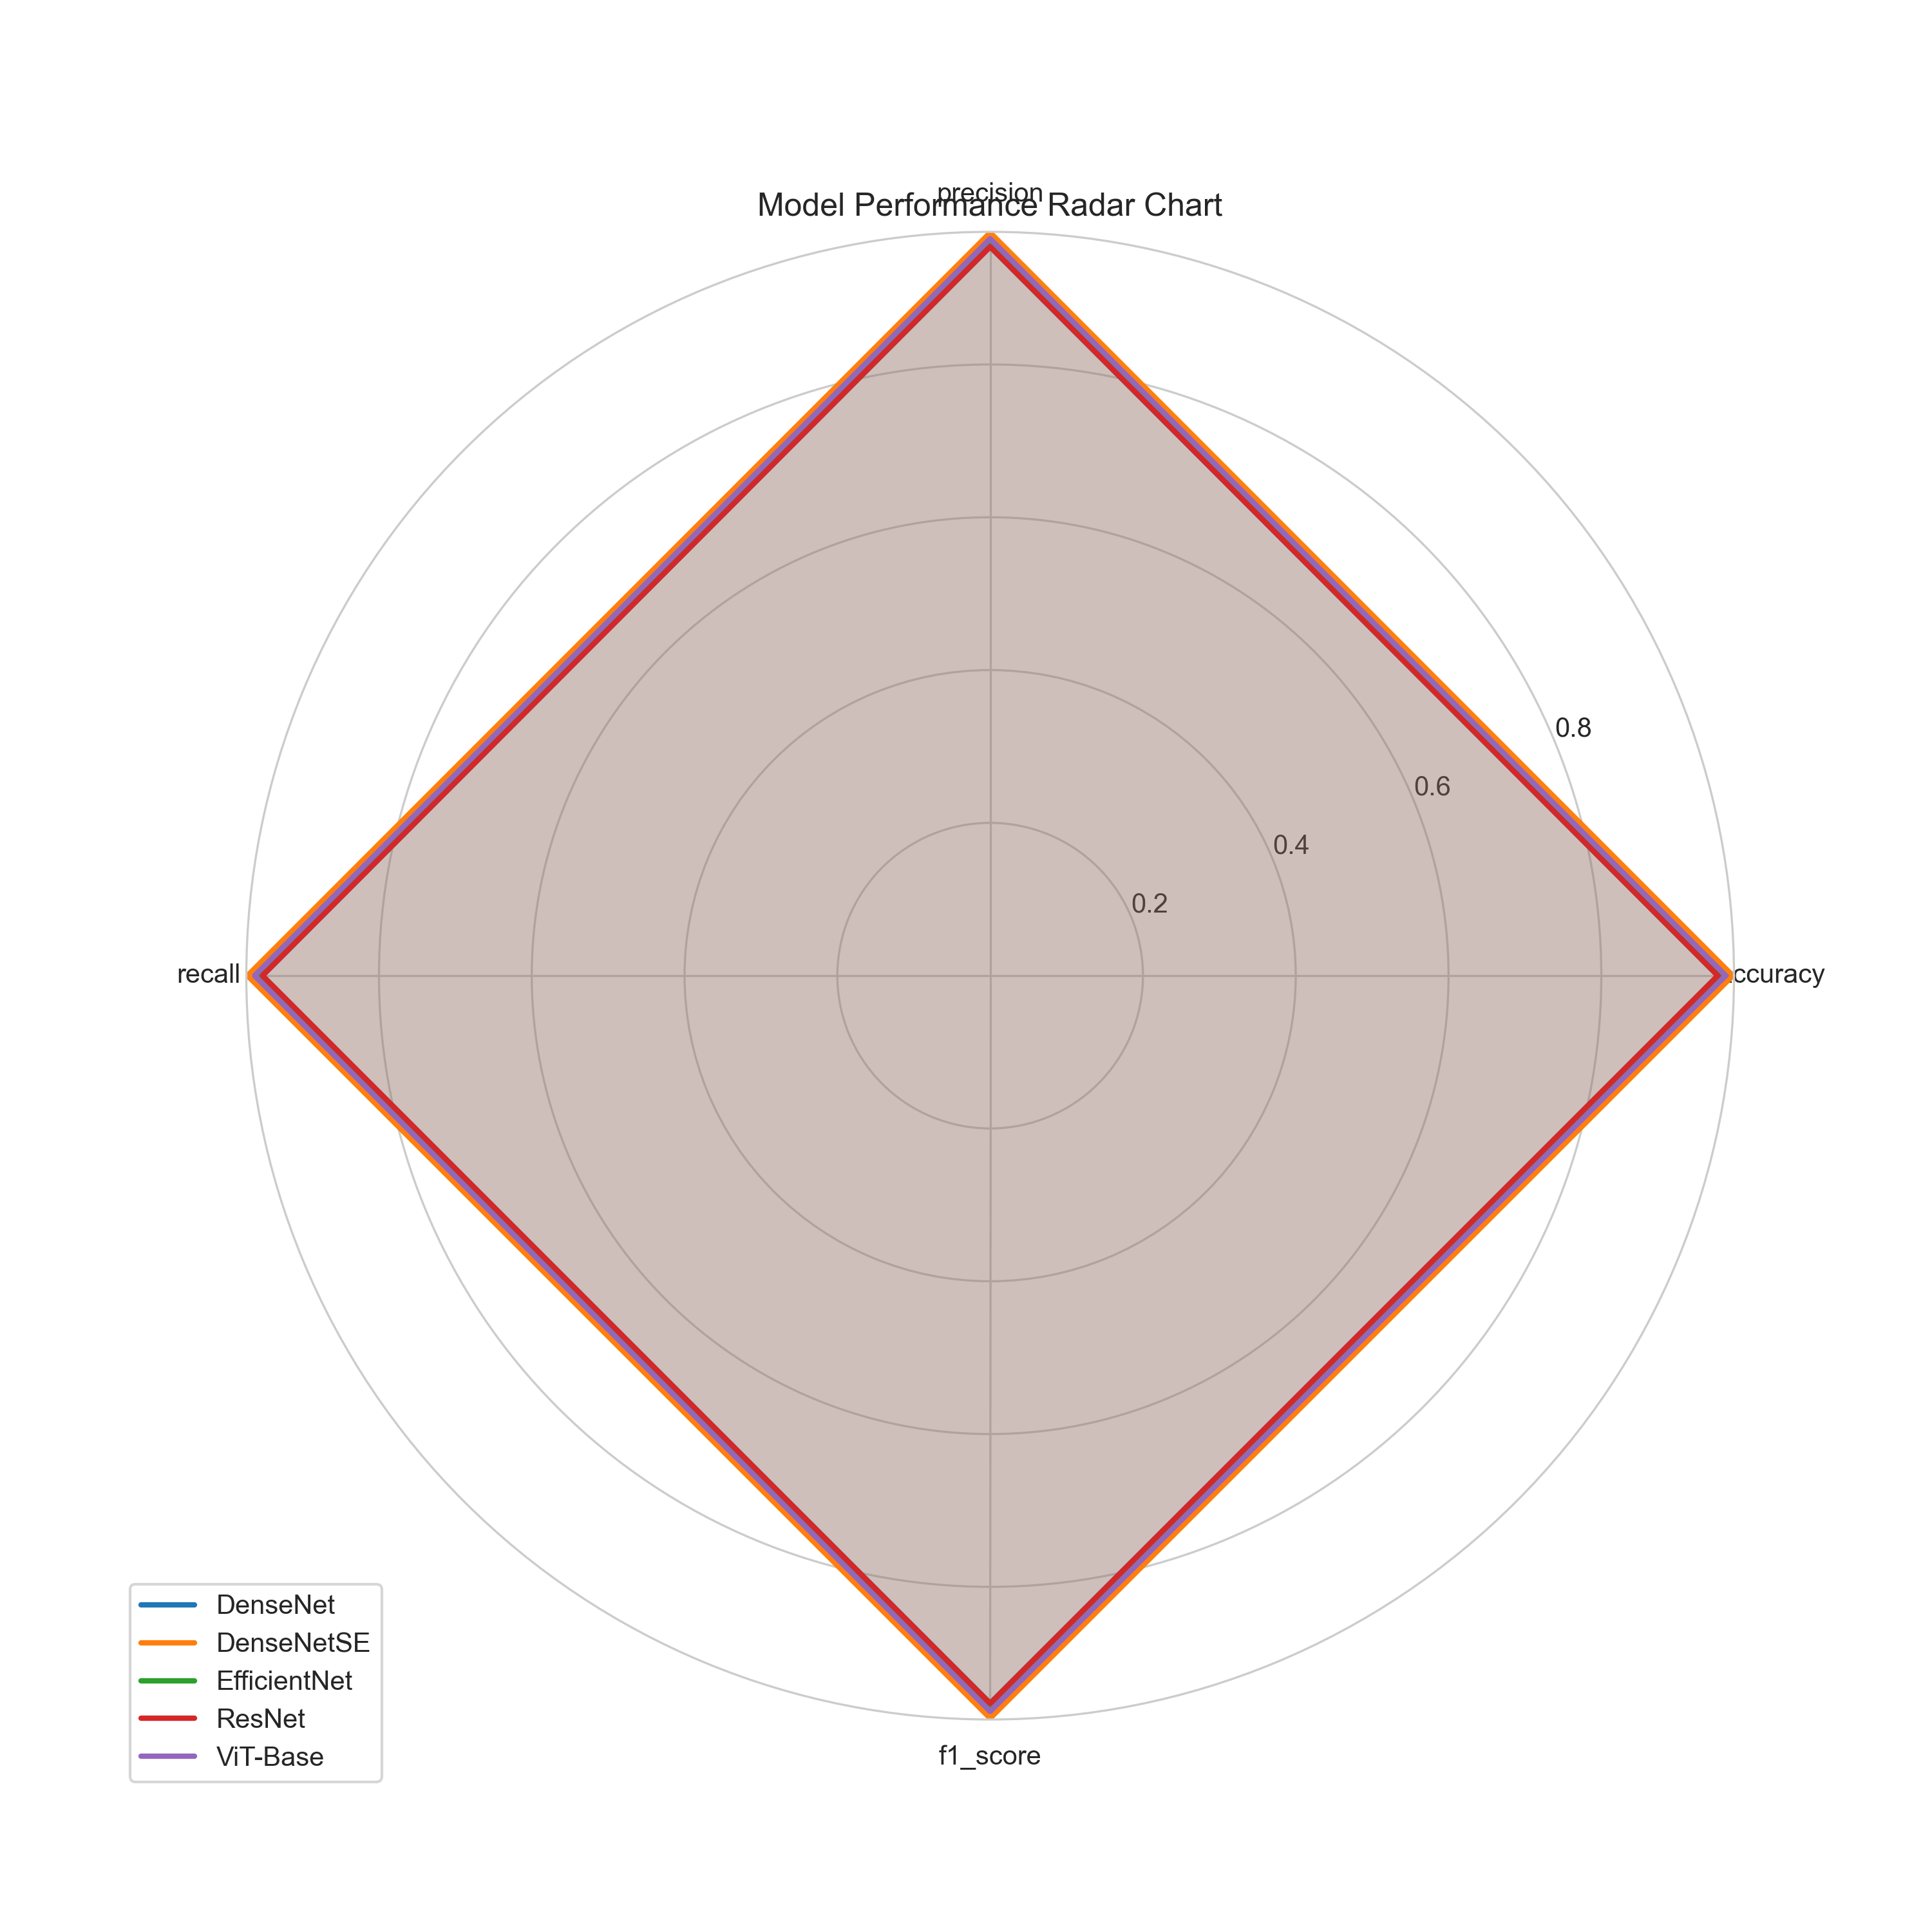 precision
Model Performance Radar Chart
0.8
0.6
0.4
0.2
recall
ccuracy
f1_score
DenseNet
DenseNetSE
EfficientNet
ResNet
ViT-Base